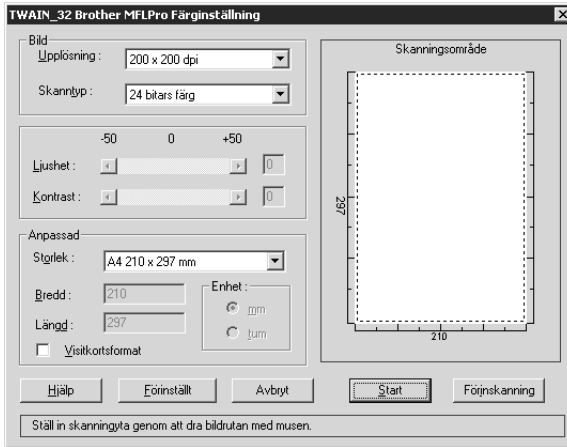 TWAIN_32 Brother MFLPro Färginställning
Bild
Upplösning :
200 x 200 dpi
Skanntyp :
24 bitars färg
-50 0 +50
Ljushet :
0
Kontrast :
0
Anpassad
Storlek :
A4 210 x 297 mm
Bredd :
210
Längd :
297
Enhet :
mm
tum
Visitkortsformat
Skanningsområde
297
210
Hjälp
Förinställt
Avbryt
Start
Förinskanning
Ställ in skanningyta genom att dra bildrutan med musen.